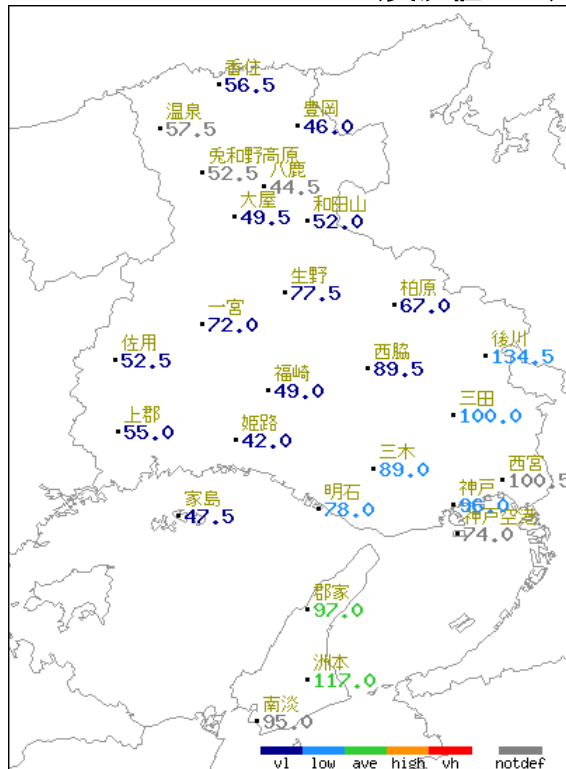 香住
56.5
温泉
57.5
豊岡
46.0
兎和野高原
52.5
八鹿
44.5
大屋
49.5
和田山
52.0
生野
77.5
柏原
67.0
一宮
72.0
佐用
52.5
西脇
89.5
後川
134.5
福崎
49.0
三田
100.0
上郡
55.0
姫路
42.0
三木
89.0
西宮
100.5
家島
47.5
明石
78.0
神戸
96.0
神戸空港
74.0
郡家
97.0
洲本
117.0
南淡
95.0
vl low ave high vh notdef